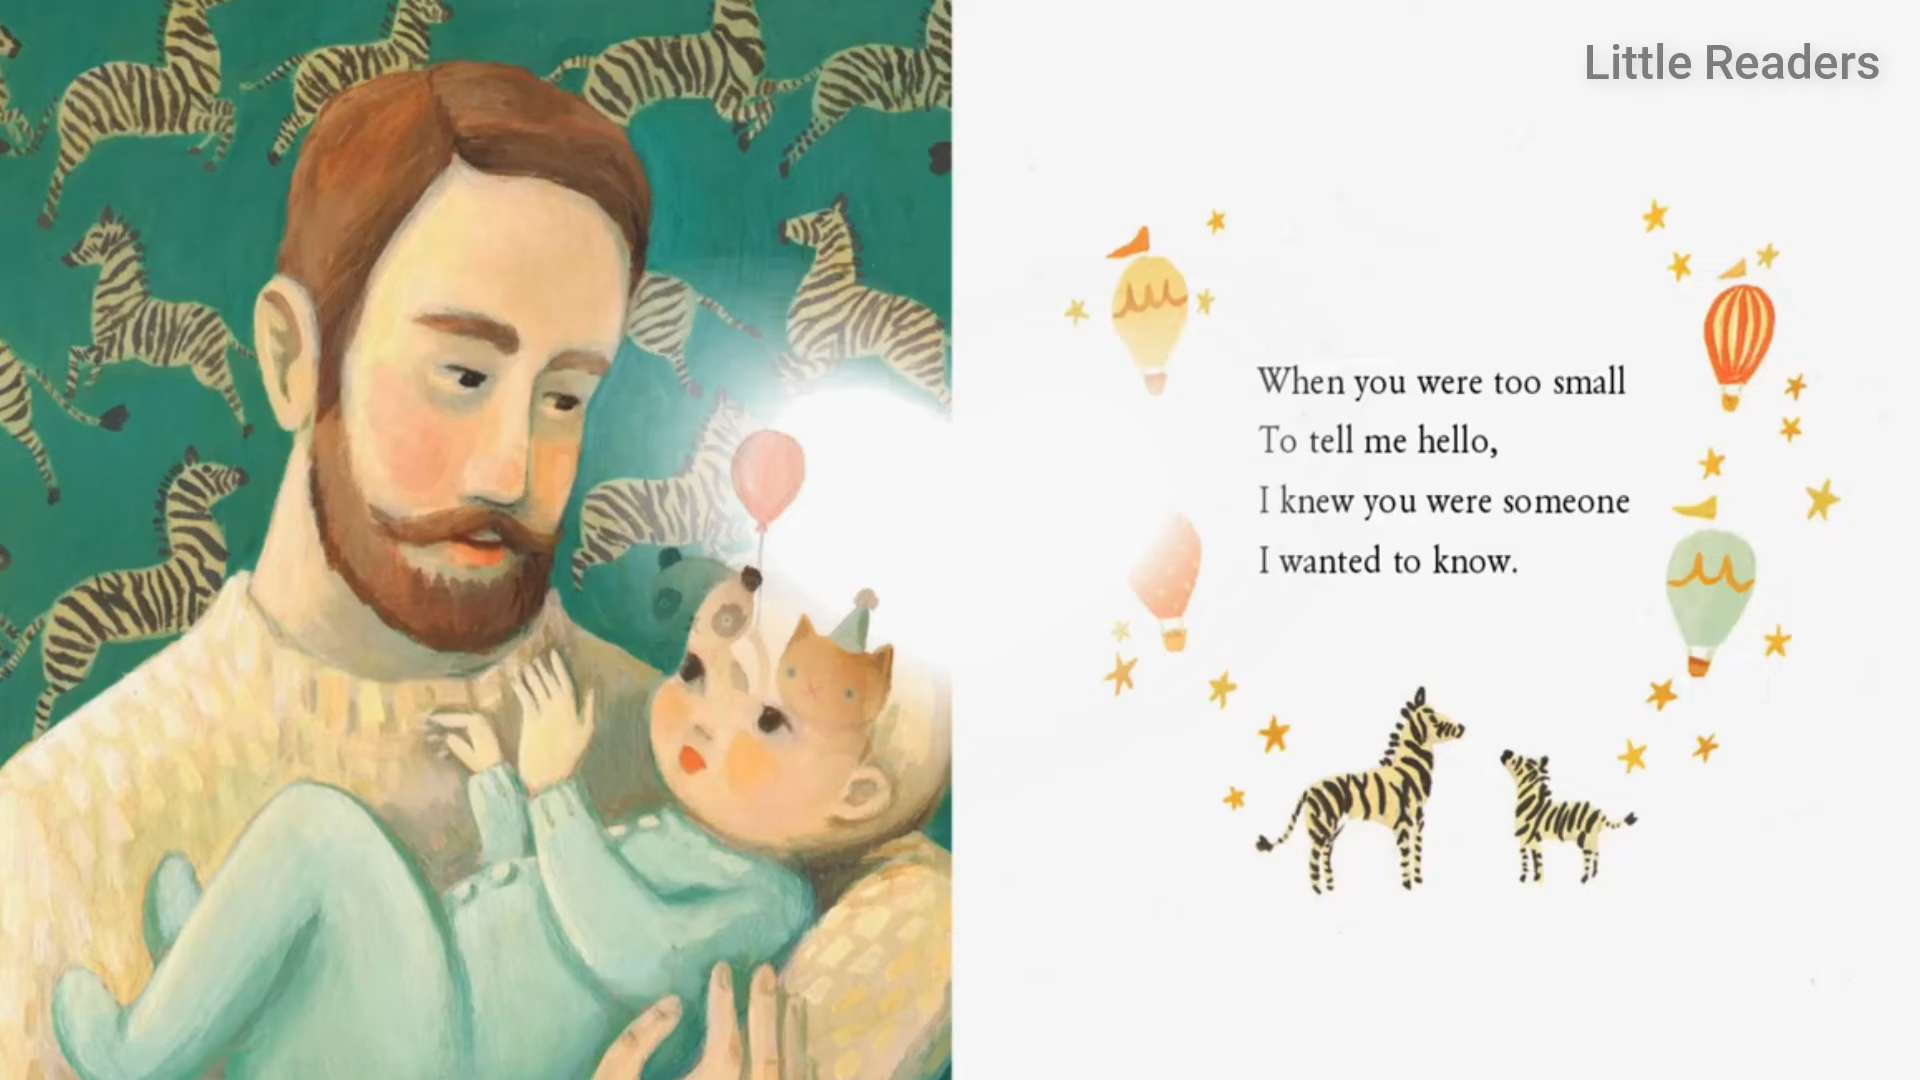 Little Readers
When you were too small
To tell me hello,
I knew you were someone
I wanted to know.